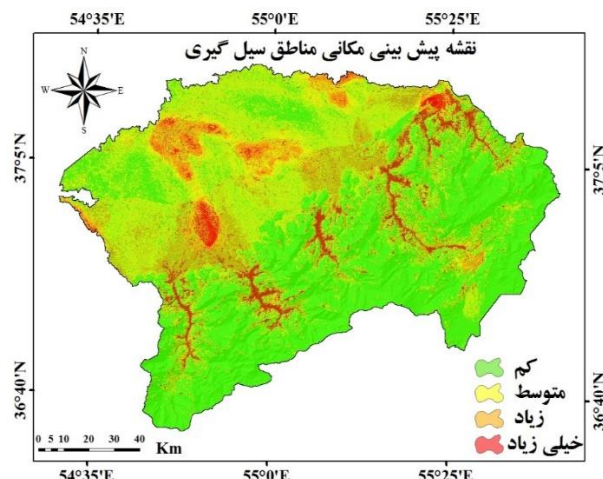 54°35'E 55°0'E 55°25'E
نقشه پیش بینی مکانی مناطق سیل گیری
N
W E
S
37°5'N 37°5'N
کم
متوسط
زیاد
خیلی زیاد
36°40'N 36°40'N
0 5 10 20 30 40
Km
54°35'E 55°0'E 55°25'E